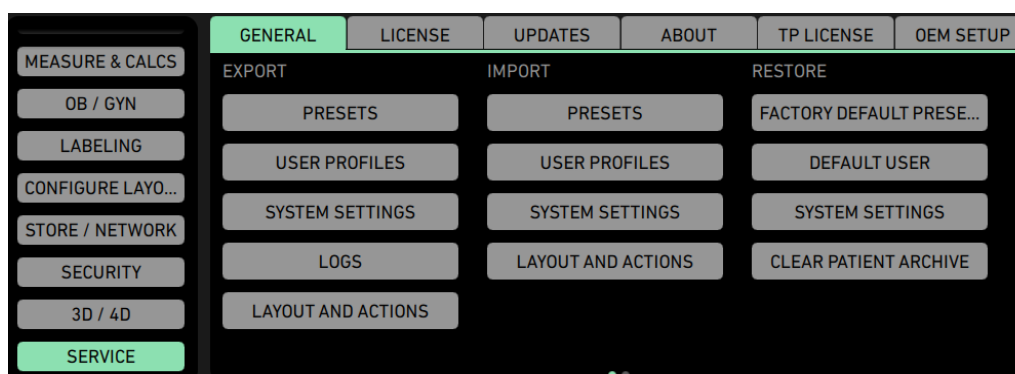 MEASURE & CALCS
OB / GYN
LABELING
CONFIGURE LAYO...
STORE / NETWORK
SECURITY
3D / 4D
SERVICE
GENERAL LICENSE UPDATES ABOUT TP LICENSE OEM SETUP
EXPORT IMPORT RESTORE
PRESETS PRESETS FACTORY DEFAULT PRESE...
USER PROFILES USER PROFILES DEFAULT USER
SYSTEM SETTINGS SYSTEM SETTINGS SYSTEM SETTINGS
LOGS LAYOUT AND ACTIONS CLEAR PATIENT ARCHIVE
LAYOUT AND ACTIONS